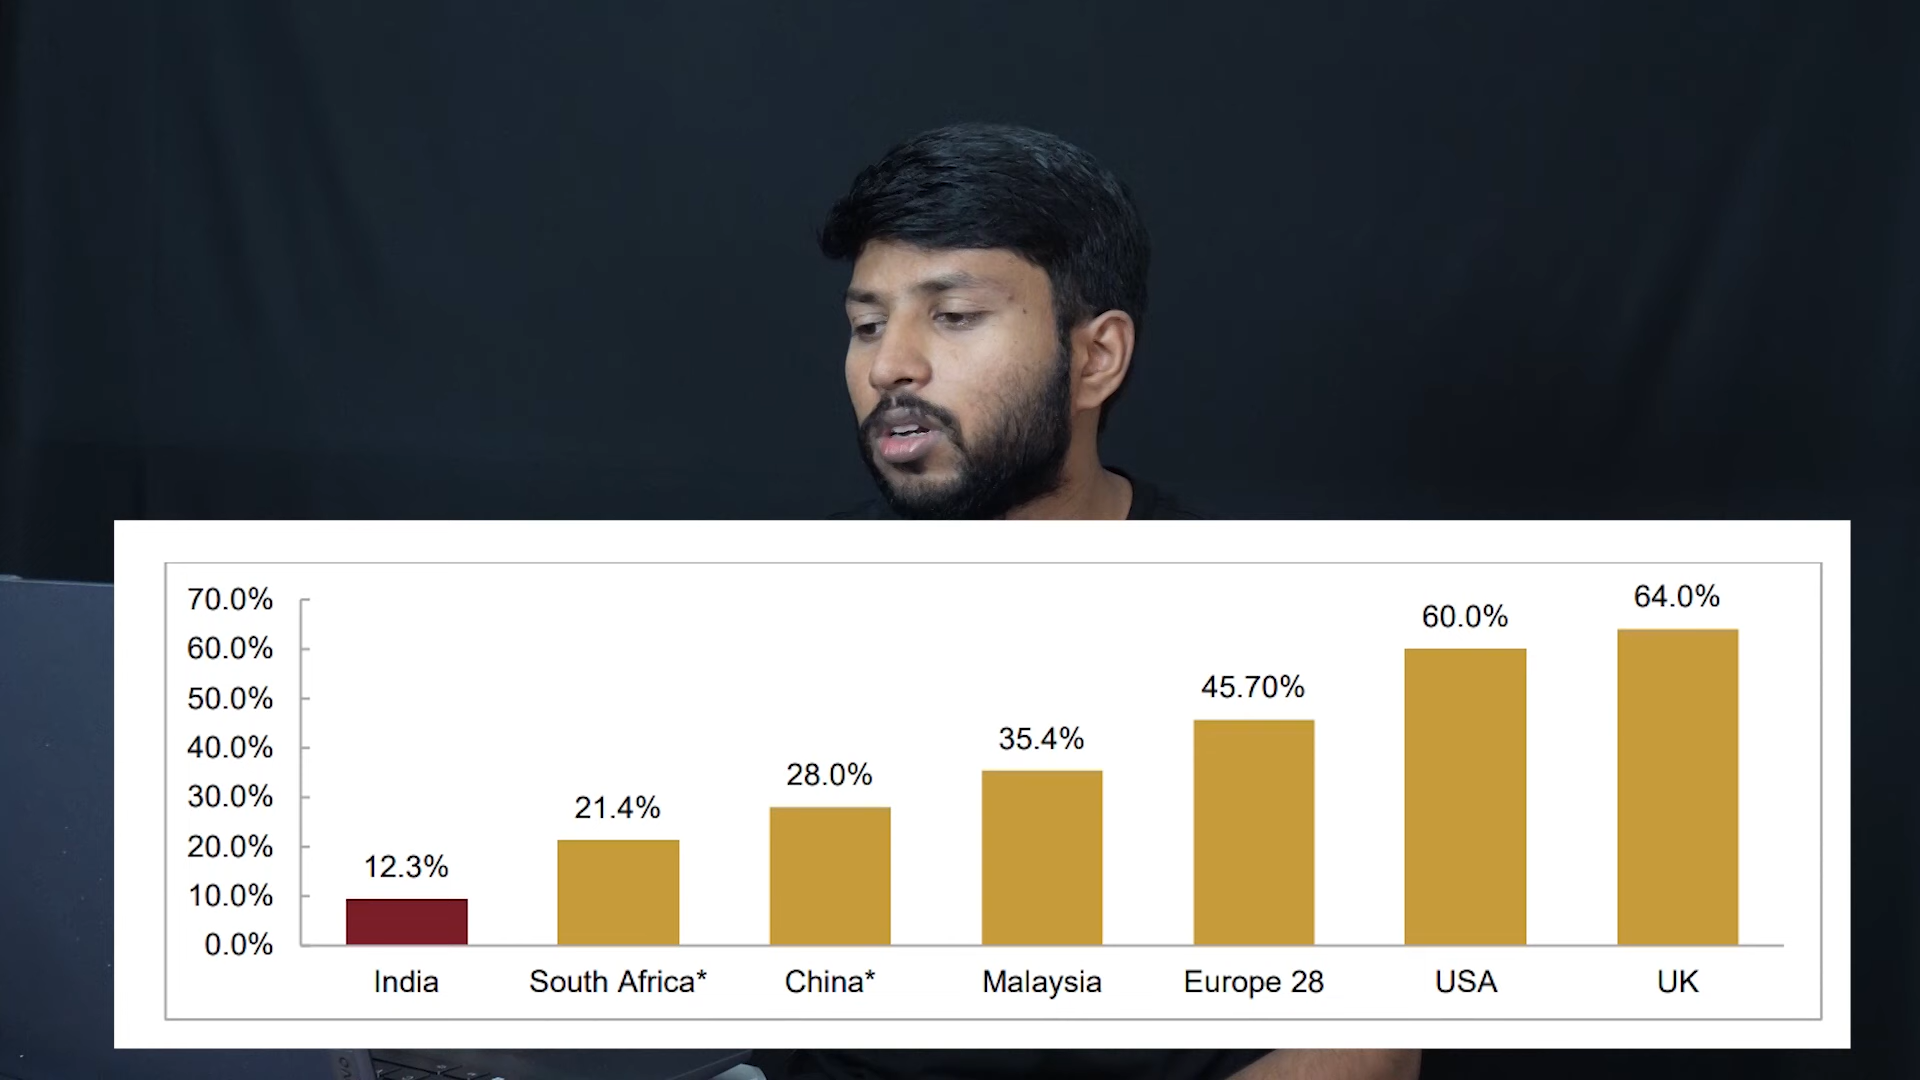 70.0%
60.0%
50.0%
40.0%
30.0%
20.0%
10.0%
0.0%
12.3%
21.4%
28.0%
35.4%
45.70%
60.0%
64.0%
India
South Africa*
China*
Malaysia
Europe 28
USA
UK